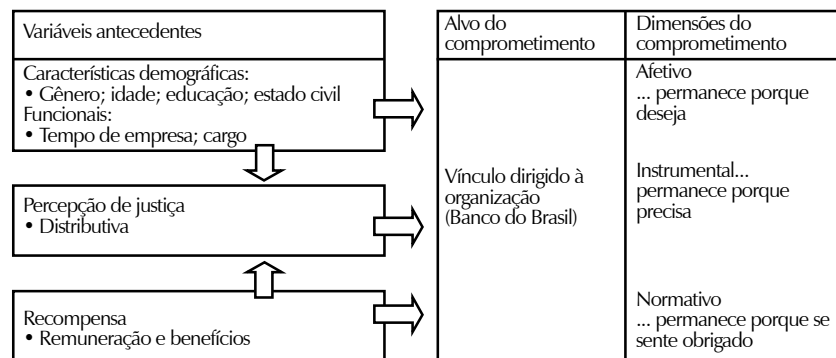 Variáveis antecedentes
Características demográficas:
• Gênero; idade; educação; estado civil
Funcionais:
• Tempo de empresa; cargo
Percepção de justiça
• Distributiva
Recompensa
• Remuneração e benefícios
Alvo do
comprometimento
Vínculo dirigido à
organização
(Banco do Brasil)
Dimensões do
comprometimento
Afetivo
... permanece porque
deseja
Instrumental...
permanece porque
precisa
Normativo
... permanece porque se
sente obrigado